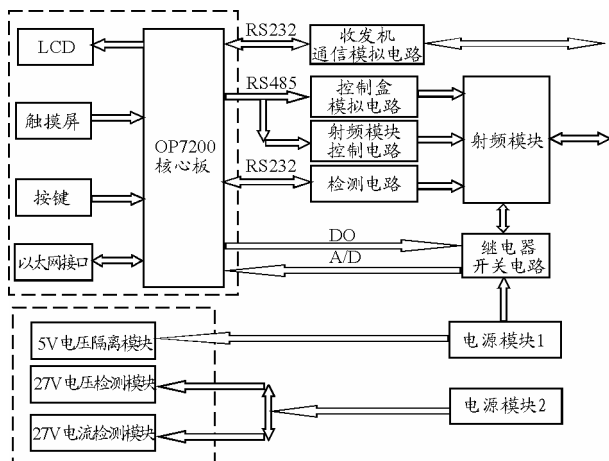 LCD
触摸屏
按键
以太网接口
OP7200
核心板
RS232
收发机
通信模拟电路
RS485
控制盒
模拟电路
射频模块
控制电路
RS232
检测电路
射频模块
DO
A/D
继电器
开关电路
5V电压隔离模块
27V电压检测模块
27V电流检测模块
电源模块1
电源模块2